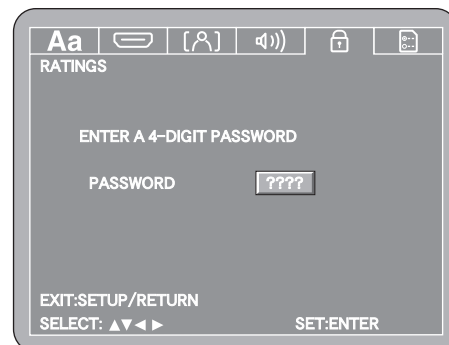 Aa
RATINGS
ENTER A 4-DIGIT PASSWORD
PASSWORD ????
EXIT:SETUP/RETURN
SELECT: ▲▼◄► SET:ENTER